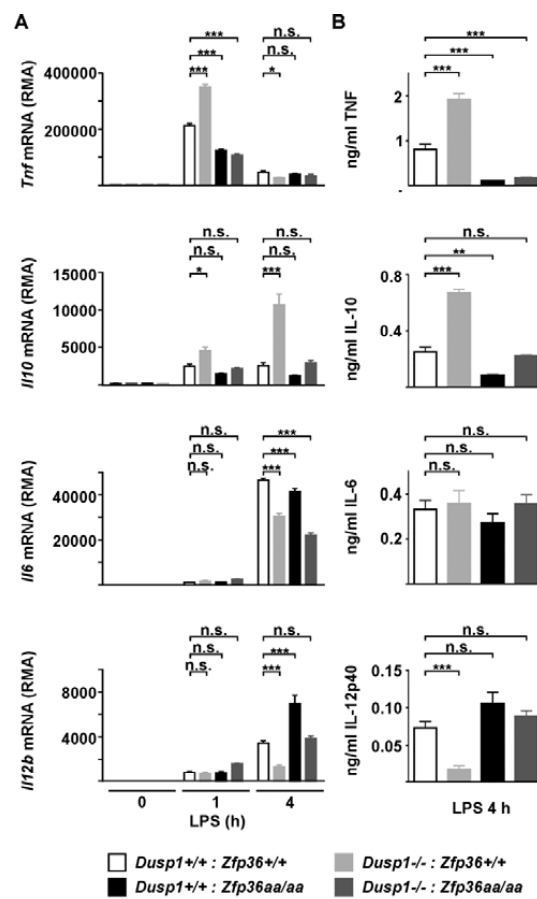 A
B
***
***
***
n.s.
n.s.
*
Tnf mRNA (RMA)
400000
200000
***
***
***
ng/ml TNF
2
1
-
n.s.
n.s.
*
n.s.
n.s.
***
Il10 mRNA (RMA)
15000
10000
5000
n.s.
**
***
ng/ml IL-10
0.8
0.4
n.s.
n.s.
n.s.
***
***
***
Il6 mRNA (RMA)
40000
20000
n.s.
n.s.
n.s.
ng/ml IL-6
0.4
0.2
n.s.
n.s.
n.s.
n.s.
***
***
Il12b mRNA (RMA)
8000
4000
n.s.
n.s.
***
ng/ml IL-12p40
0.15
0.10
0.05
0 1 4
LPS (h)
LPS 4 h
Dusp1+/+ : Zfp36+/+
Dusp1-/- : Zfp36+/+
Dusp1+/+ : Zfp36aa/aa
Dusp1-/- : Zfp36aa/aa